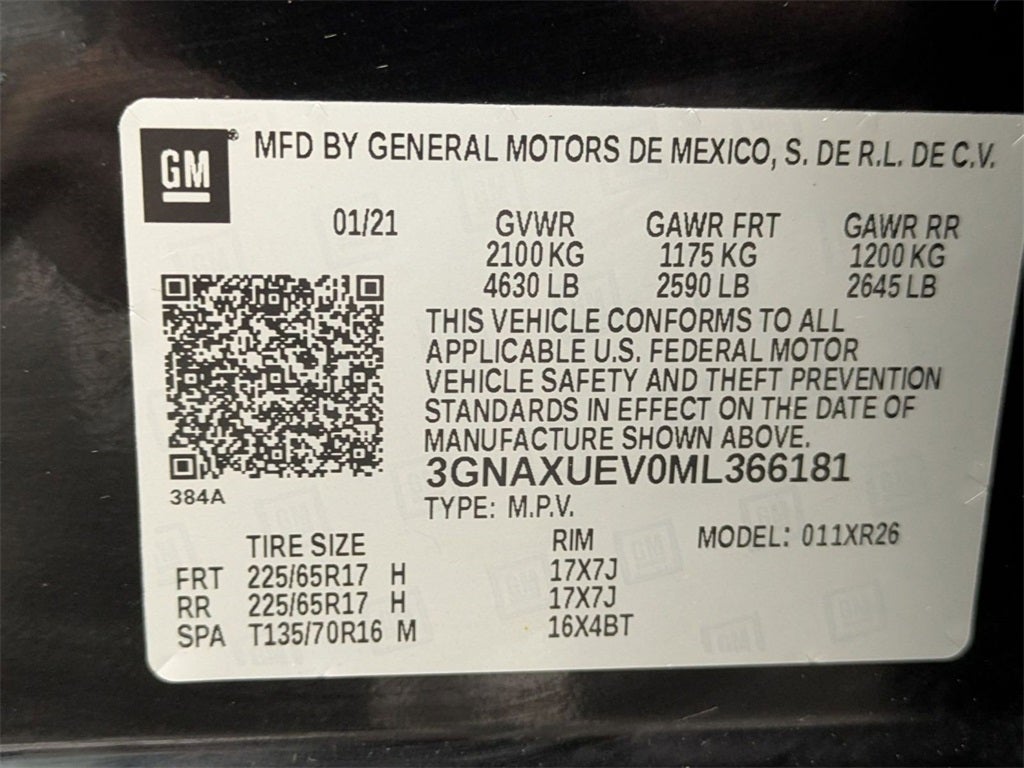 GM ® MFD BY GENERAL MOTORS DE MEXICO, S. DE R.L. DE C.V.
01/21 GVWR GAWR FRT GAWR RR
2100 KG 1175 KG 1200 KG
4630 LB 2590 LB 2645 LB
THIS VEHICLE CONFORMS TO ALL
APPLICABLE U.S. FEDERAL MOTOR
VEHICLE SAFETY AND THEFT PREVENTION
STANDARDS IN EFFECT ON THE DATE OF
MANUFACTURE SHOWN ABOVE.
3GNAXUEV0ML366181
384A
TYPE: M.P.V.
TIRE SIZE RIM MODEL: 011XR26
FRT 225/65R17 H 17X7J
RR 225/65R17 H 17X7J
SPA T135/70R16 M 16X4BT